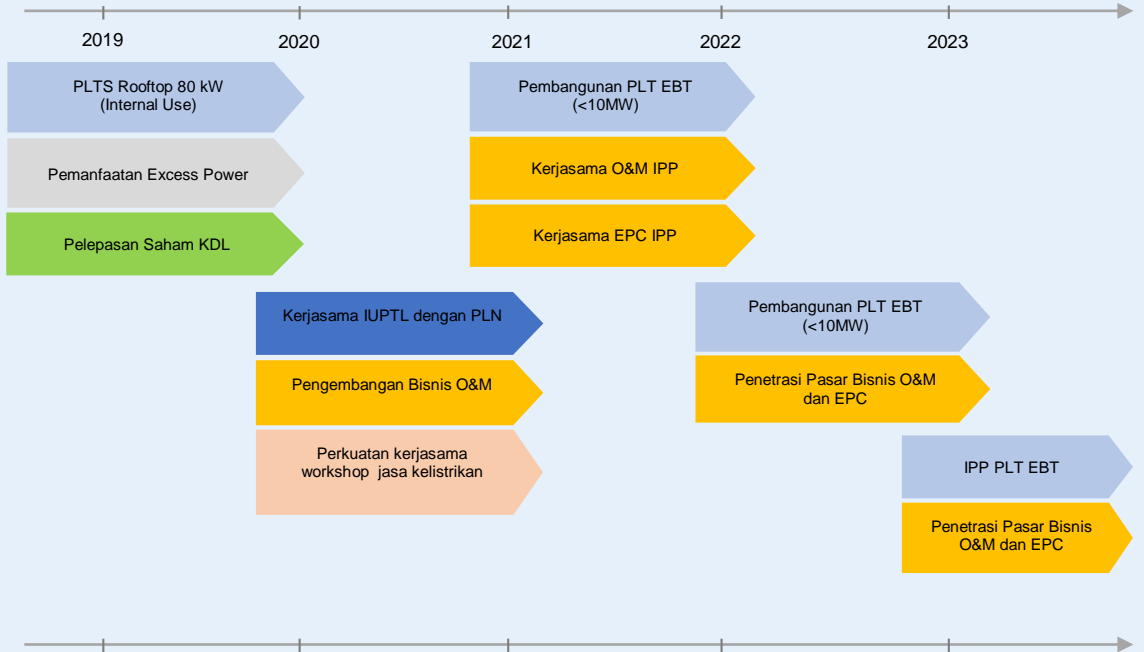 2019
2020
2021
2022
2023
PLTS Rooftop 80 kW
(Internal Use)
Pemanfaatan Excess Power
Pelepasan Saham KDL
Kerjasama IUPTL dengan PLN
Pengembangan Bisnis O&M
Perkuatan kerjasama
workshop jasa kelistrikan
Pembangunan PLT EBT
(<10MW)
Kerjasama O&M IPP
Kerjasama EPC IPP
Pembangunan PLT EBT
(<10MW)
Penetrasi Pasar Bisnis O&M
dan EPC
IPP PLT EBT
Penetrasi Pasar Bisnis
O&M dan EPC